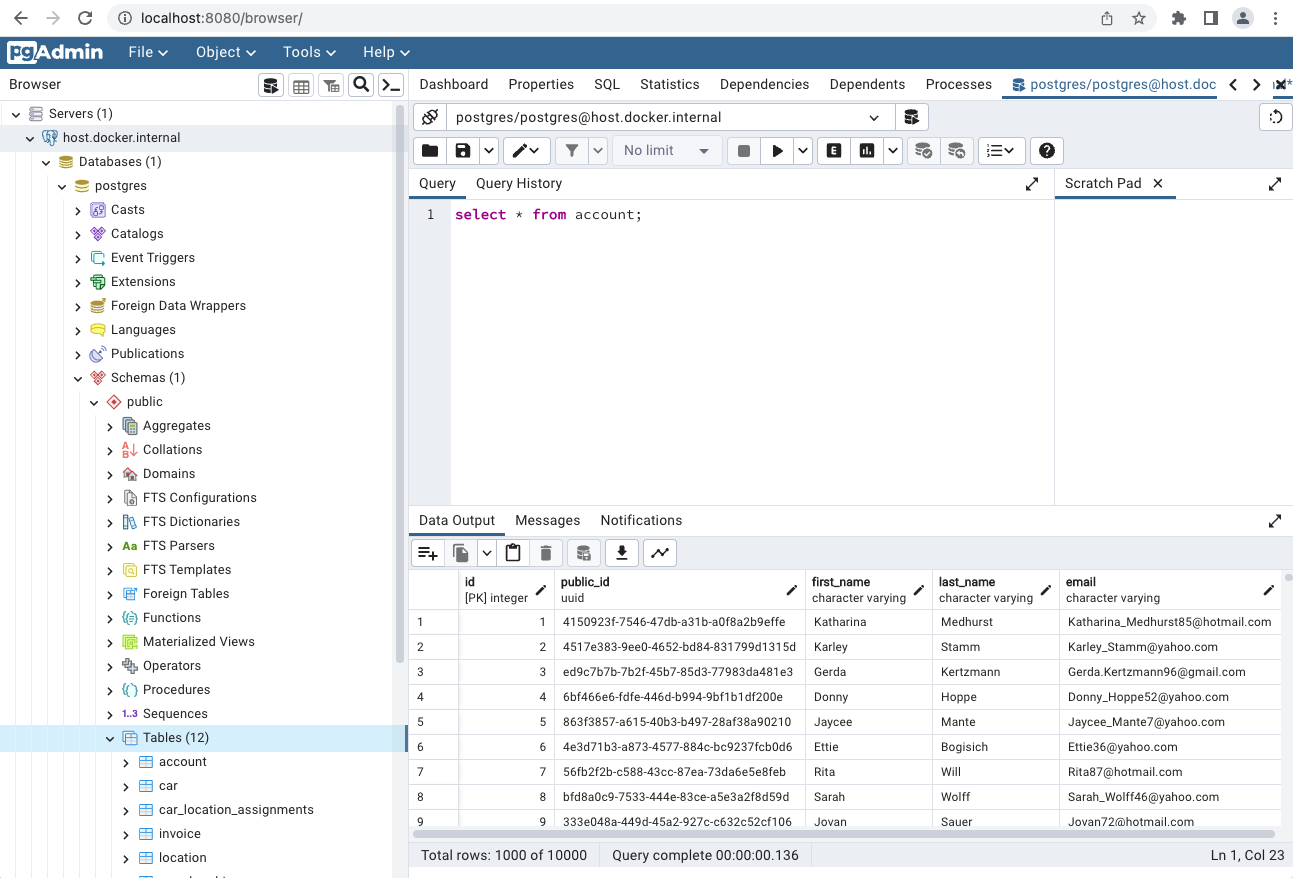 localhost:8080/browser/
pgAdmin File Object Tools Help
Browser
Dashboard Properties SQL Statistics Dependencies Dependents Processes postgres/postgres@host.doc
Servers (1)
host.docker.internal
Databases (1)
postgres
Casts
Catalogs
Event Triggers
Extensions
Foreign Data Wrappers
Languages
Publications
Schemas (1)
public
Aggregates
Collations
Domains
FTS Configurations
FTS Dictionaries
Aa FTS Parsers
FTS Templates
Foreign Tables
Functions
Materialized Views
Operators
Procedures
1..3 Sequences
Tables (12)
account
car
car_location_assignments
invoice
location
postgres/postgres@host.docker.internal
No limit E
Query Query History
Scratch Pad
1 select * from account;
Data Output Messages Notifications
id public_id first_name last_name email
[PK] integer uuid character varying character varying character varying
1 1 4150923f-7546-47db-a31b-a0f8a2b9effe Katharina Medhurst Katharina_Medhurst85@hotmail.com
2 2 4517e383-9ee0-4652-bd84-831799d1315d Karley Stamm Karley_Stamm@yahoo.com
3 3 ed9c7b7b-7b2f-45b7-85d3-77983da481e3 Gerda Kertzmann Gerda.Kertzmann96@gmail.com
4 4 6bf466e6-fdfe-446d-b994-9bf1b1df200e Donny Hoppe Donny_Hoppe52@yahoo.com
5 5 863f3857-a615-40b3-b497-28af38a90210 Jaycee Mante Jaycee_Mante7@yahoo.com
6 6 4e3d71b3-a873-4577-884c-bc9237fcb0d6 Ettie Bogisich Ettie36@yahoo.com
7 7 56fb2f2b-c588-43cc-87ea-73da6e5e8feb Rita Will Rita87@hotmail.com
8 8 bfd8a0c9-7533-444e-83ce-a5e3a2f8d59d Sarah Wolff Sarah_Wolff46@yahoo.com
9 9 333e048a-449d-45a2-927c-c632c52cf106 Jovan Sauer Jovan72@hotmail.com
Total rows: 1000 of 10000 Query complete 00:00:00.136 Ln 1, Col 23